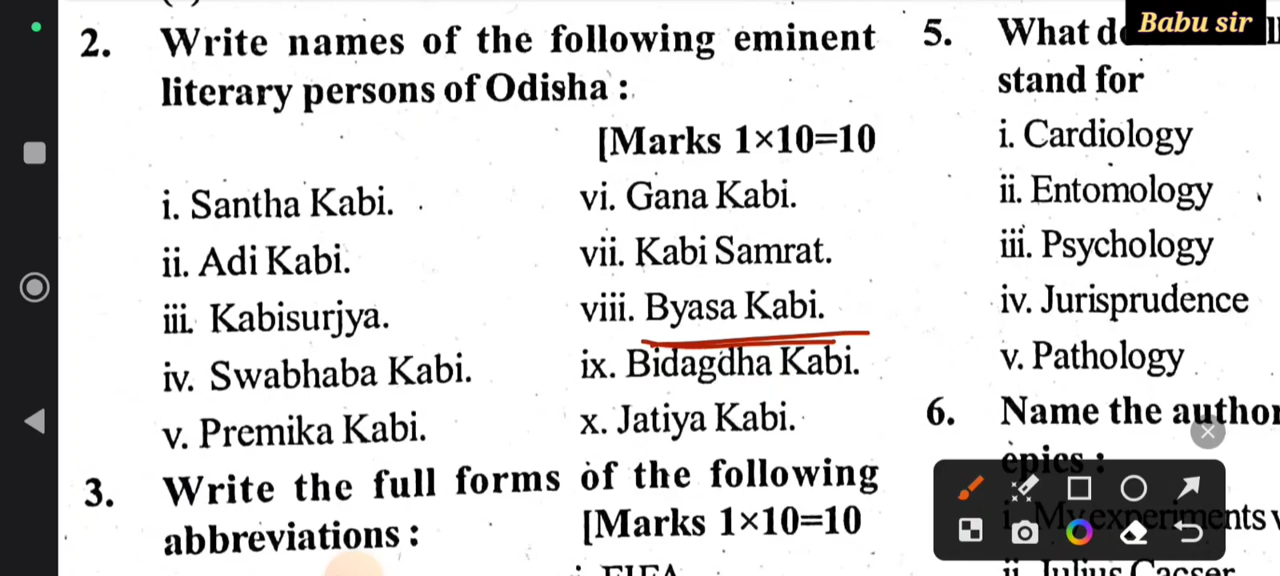 2. Write names of the following eminent
literary persons of Odisha :
[Marks 1×10=10
i. Santha Kabi.
ii. Adi Kabi.
iii. Kabisurjya.
iv. Swabhaba Kabi.
v. Premika Kabi.
vi. Gana Kabi.
vii. Kabi Samrat.
viii. Byasa Kabi.
ix. Bidagdha Kabi.
x. Jatiya Kabi.
3. Write the full forms of the following
abbreviations :
[Marks 1×10=10
Babu sir
5. What
stand for
i. Cardiology
ii. Entomology
iii. Psychology
iv. Jurisprudence
v. Pathology
6. Name the author
epics :
i. My experiments
ii. Julius Caesar